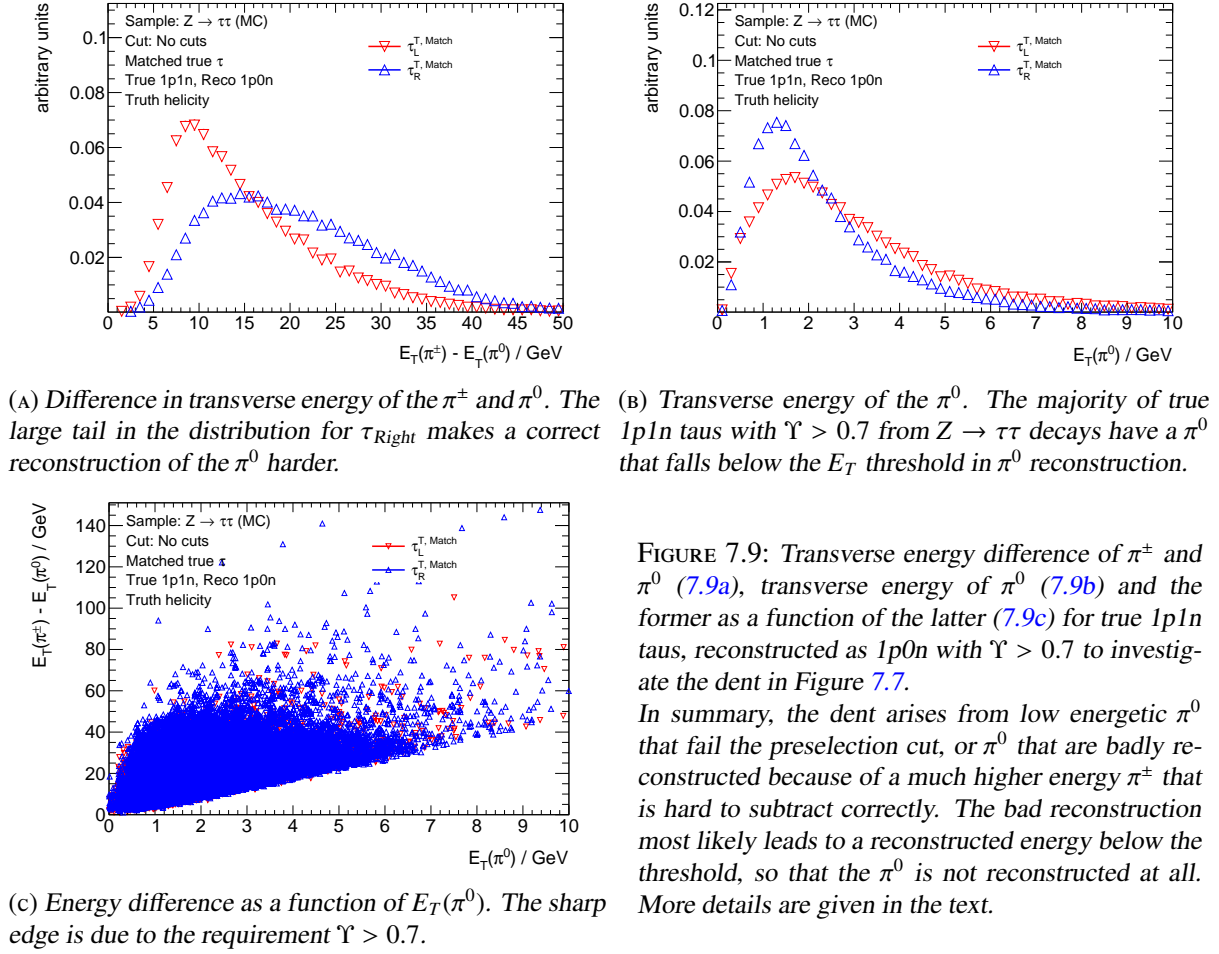 arbitrary units
0.1
0.08
0.06
0.04
0.02
Sample: Z → ττ (MC)
Cut: No cuts
Matched true τ
True 1p1n, Reco 1p0n
Truth helicity
τ_L^{T, Match}
τ_R^{T, Match}
0 5 10 15 20 25 30 35 40 45 50
E_T(π^±) - E_T(π^0) / GeV
(A) Difference in transverse energy of the π^± and π^0. The
large tail in the distribution for τ_{Right} makes a correct
reconstruction of the π^0 harder.
arbitrary units
0.12
0.1
0.08
0.06
0.04
0.02
Sample: Z → ττ (MC)
Cut: No cuts
Matched true τ
True 1p1n, Reco 1p0n
Truth helicity
τ_L^{T, Match}
τ_R^{T, Match}
0 1 2 3 4 5 6 7 8 9 10
E_T(π^0) / GeV
(B) Transverse energy of the π^0. The majority of true
1p1n taus with ϒ > 0.7 from Z → ττ decays have a π^0
that falls below the E_T threshold in π^0 reconstruction.
E_T(π^±) - E_T(π^0) / GeV
140
120
100
80
60
40
20
0
Sample: Z → ττ (MC)
Cut: No cuts
Matched true τ
True 1p1n, Reco 1p0n
Truth helicity
τ_L^{T, Match}
τ_R^{T, Match}
0 1 2 3 4 5 6 7 8 9 10
E_T(π^0) / GeV
(C) Energy difference as a function of E_T(π^0). The sharp
edge is due to the requirement ϒ > 0.7.
FIGURE 7.9: Transverse energy difference of π^± and
π^0 (7.9a), transverse energy of π^0 (7.9b) and the
former as a function of the latter (7.9c) for true 1p1n
taus, reconstructed as 1p0n with ϒ > 0.7 to investig-
ate the dent in Figure 7.7.
In summary, the dent arises from low energetic π^0
that fail the preselection cut, or π^0 that are badly re-
constructed because of a much higher energy π^± that
is hard to subtract correctly. The bad reconstruction
most likely leads to a reconstructed energy below the
threshold, so that the π^0 is not reconstructed at all.
More details are given in the text.